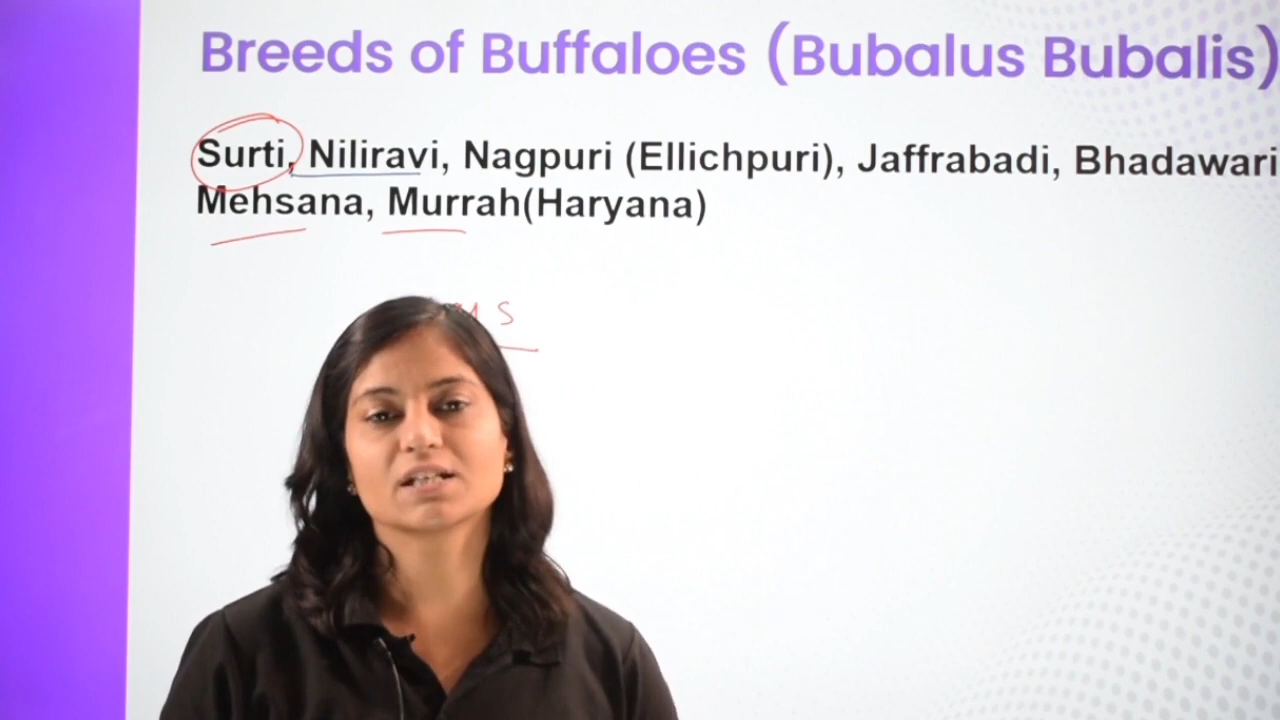 Breeds of Buffaloes (Bubalus Bubalis)
Surti, Niliravi, Nagpuri (Ellichpuri), Jaffrabadi, Bhadawari
Mehsana, Murrah(Haryana)
S